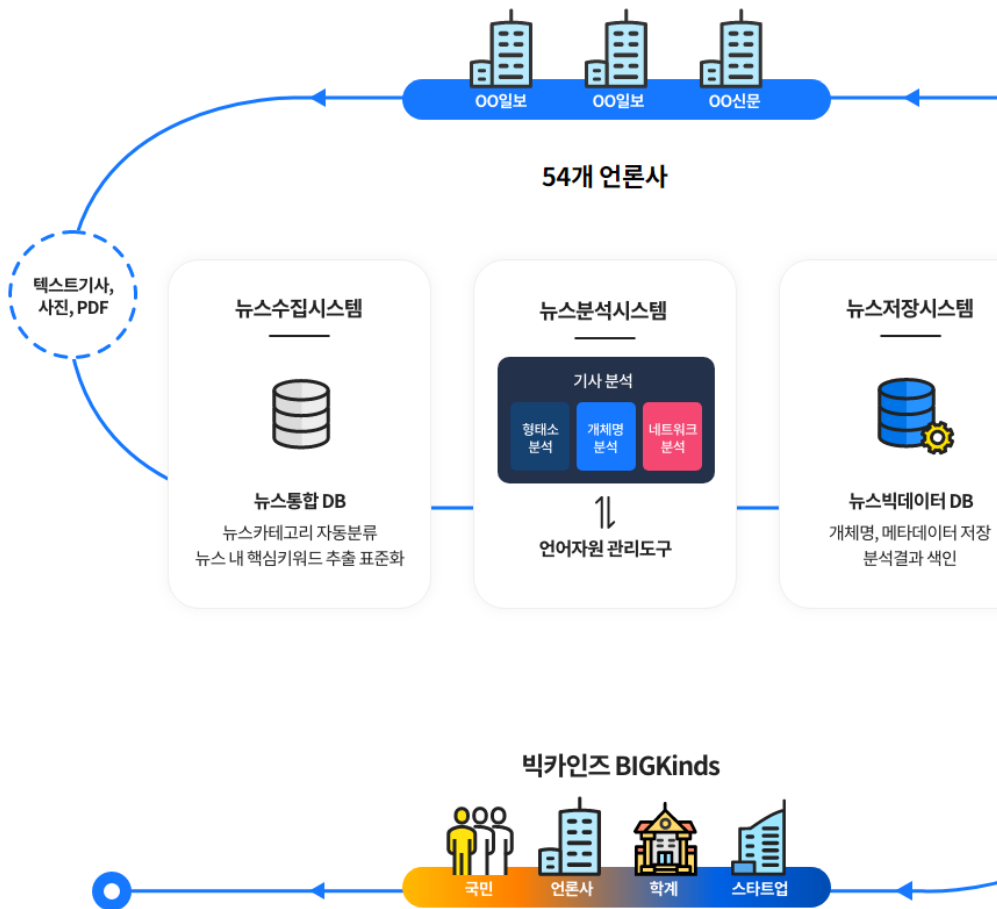 OO일보
OO일보
OO신문
54개 언론사
텍스트기사,
사진, PDF
뉴스수집시스템
뉴스통합 DB
뉴스카테고리 자동분류
뉴스 내 핵심키워드 추출 표준화
뉴스분석시스템
기사 분석
형태소
분석
개체명
분석
네트워크
분석
언어자원 관리도구
뉴스저장시스템
뉴스빅데이터 DB
개체명, 메타데이터 저장
분석결과 색인
빅카인즈 BIGKinds
국민
언론사
학계
스타트업